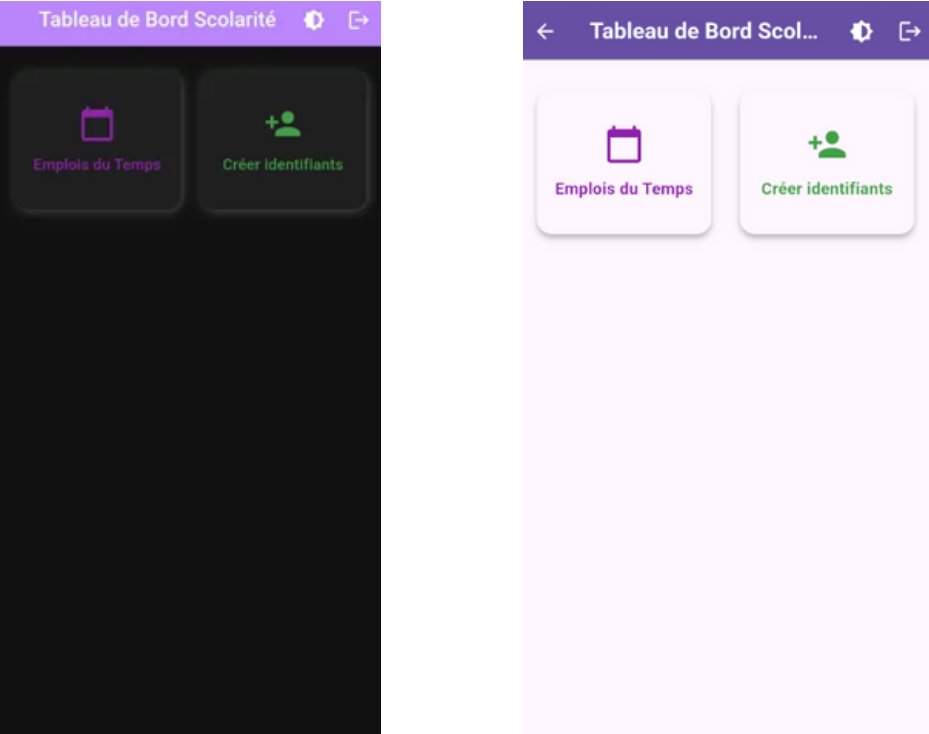 Tableau de Bord Scolarité
Emplois du Temps
Créer identifiants
Tableau de Bord Scol...
Emplois du Temps
Créer identifiants